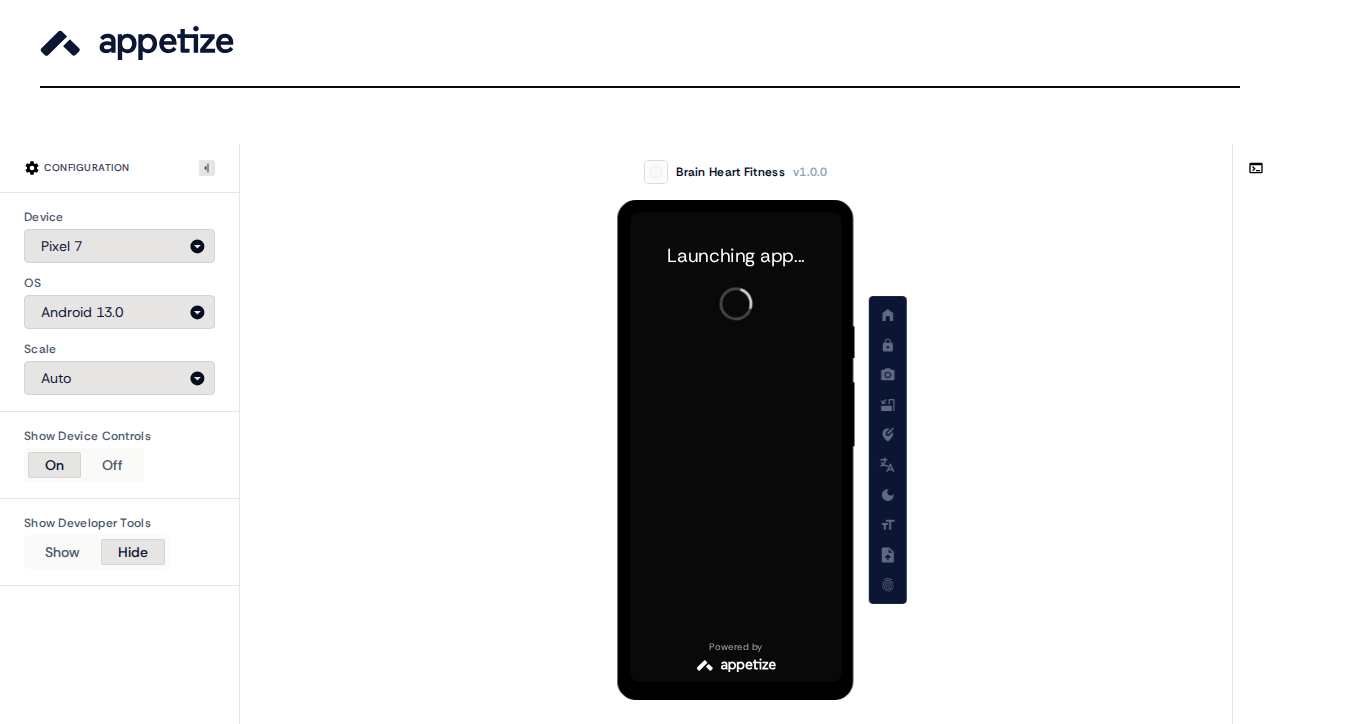 appetize
CONFIGURATION
Brain Heart Fitness v1.0.0
Device
Pixel 7
OS
Android 13.0
Scale
Auto
Show Device Controls
On Off
Show Developer Tools
Show Hide
Launching app...
Powered by
appetize